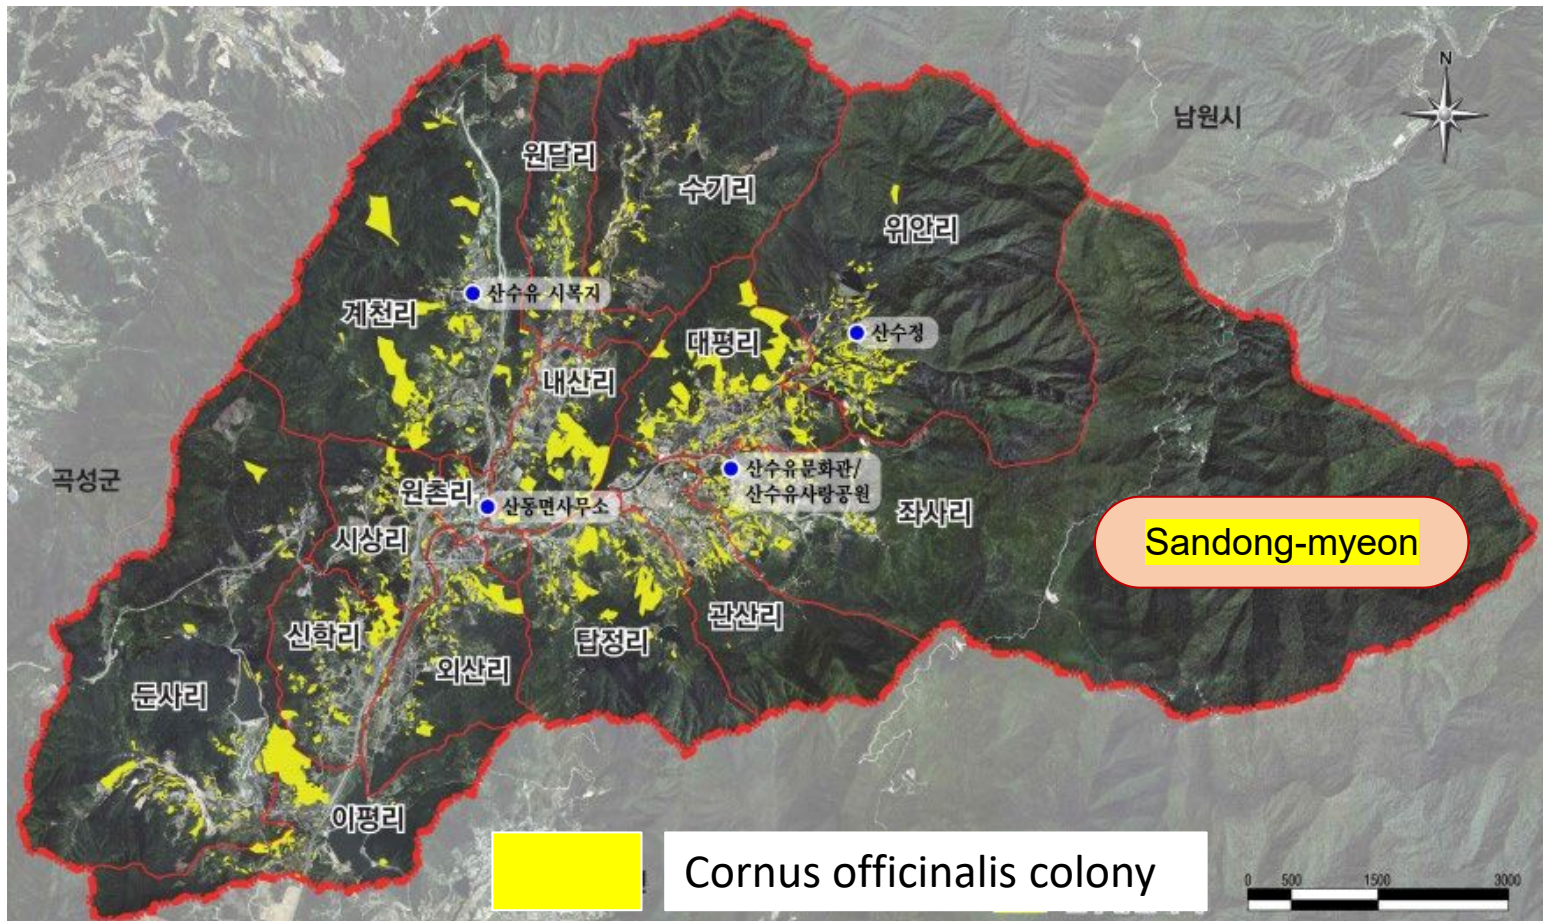 N
남원시
원달리
수기리
위안리
산수유 시목지
계천리
대평리
산수정
내산리
곡성군
원촌리
산동면사무소
산수유문화관/
산수유사랑공원
좌사리
시상리
Sandong-myeon
신학리
관산리
탑정리
외산리
둔사리
이평리
Cornus officinalis colony
0 500 1500 3000